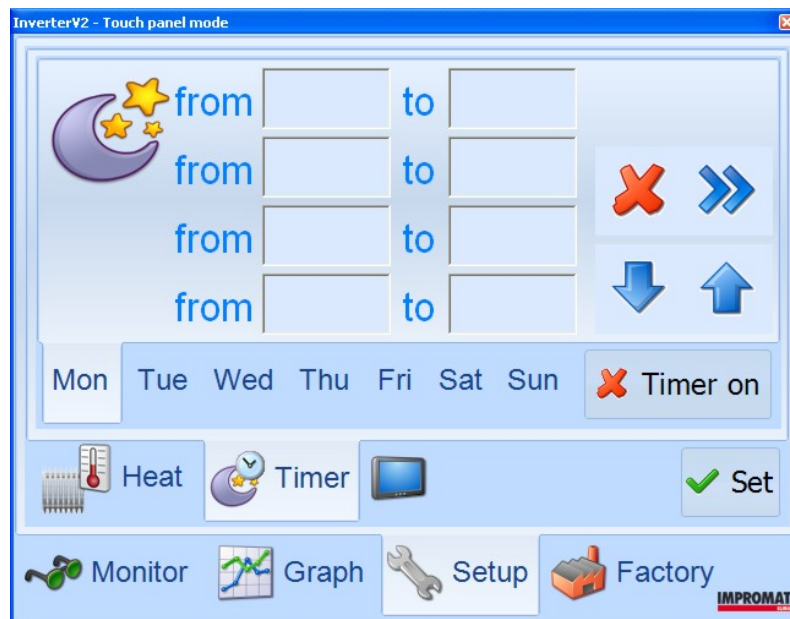 InverterV2 - Touch panel mode
from to
from to
from to
from to
Mon Tue Wed Thu Fri Sat Sun Timer on
Heat Timer Set
Monitor Graph Setup Factory
IMPROMAT